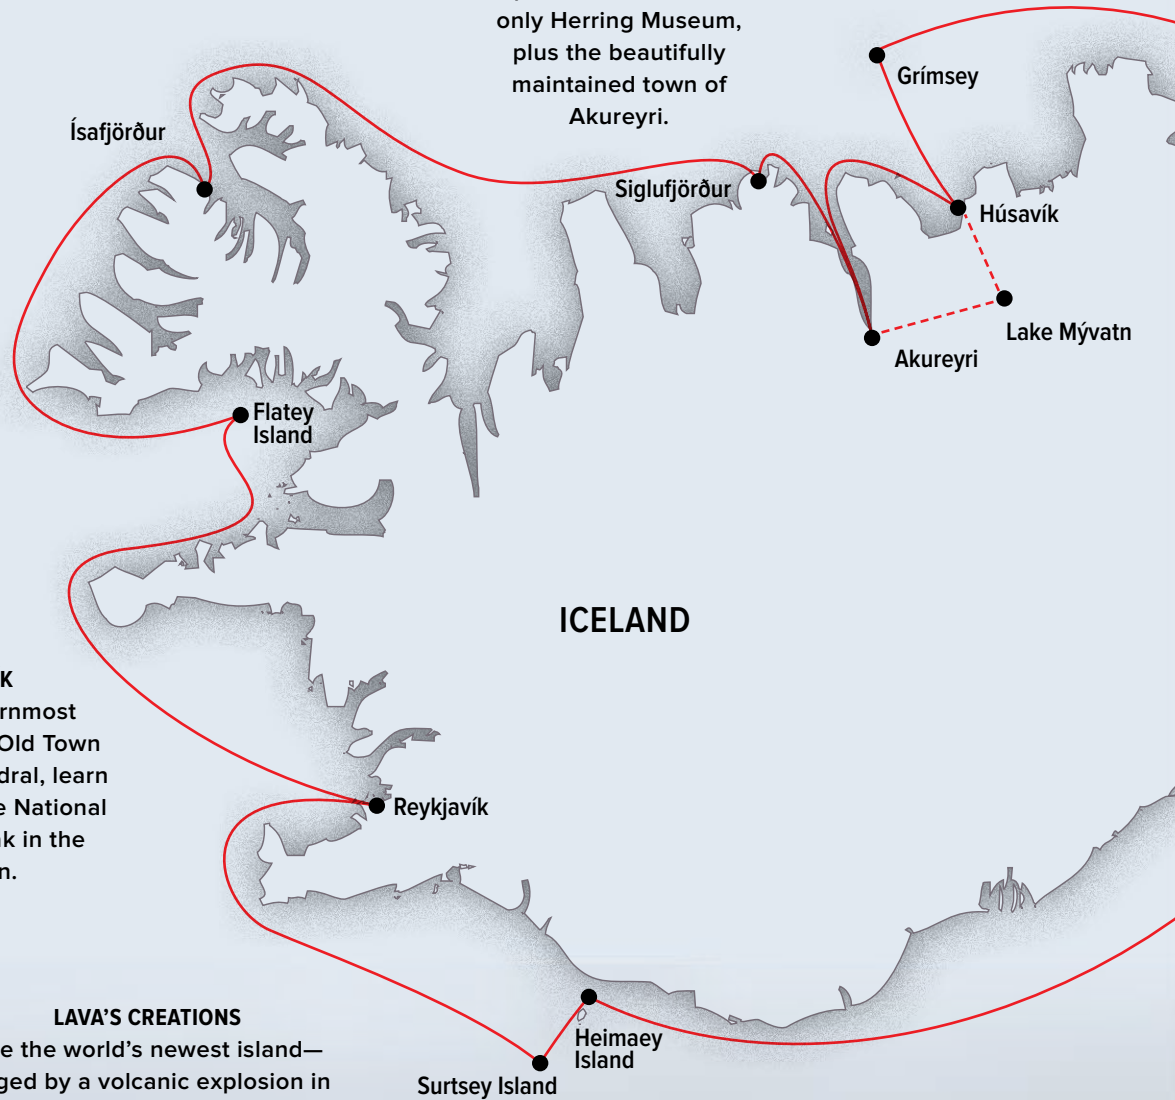 only Herring Museum,
plus the beautifully
maintained town of
Akureyri.
Grímsey
Ísafjörður
Siglufjörður
Húsavík
Lake Mývatn
Akureyri
Flatey
Island
ICELAND
K
rnmost
Old Town
dral, learn
e National
k in the
n.
Reykjavík
LAVA'S CREATIONS
e the world's newest island—
ged by a volcanic explosion in
Heimaey
Island
Surtsey Island